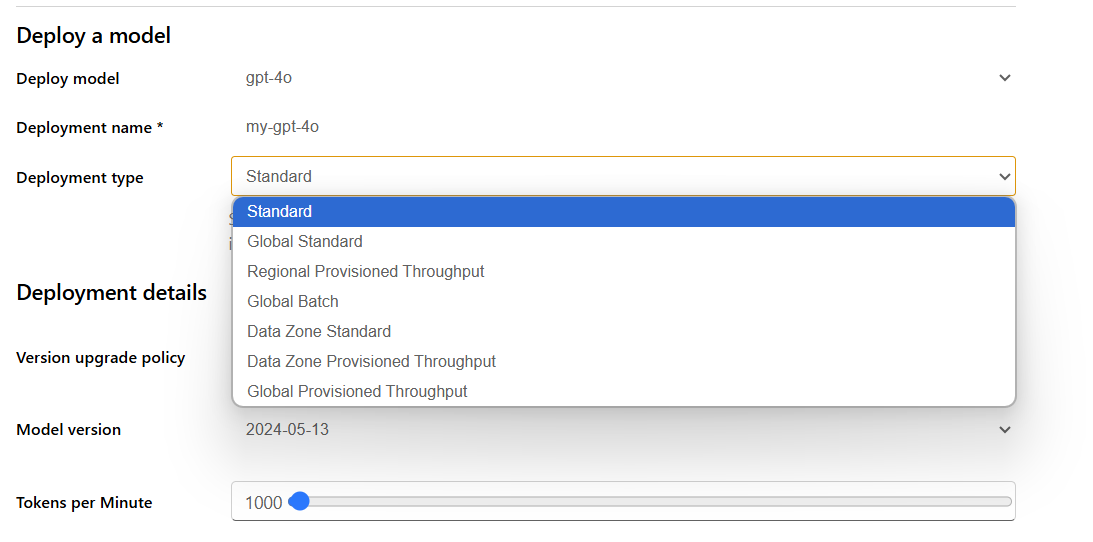 Deploy a model
Deploy model gpt-4o
Deployment name * my-gpt-4o
Deployment type Standard
Standard
Global Standard
Regional Provisioned Throughput
Global Batch
Data Zone Standard
Data Zone Provisioned Throughput
Global Provisioned Throughput
Deployment details
Version upgrade policy
Model version 2024-05-13
Tokens per Minute 1000